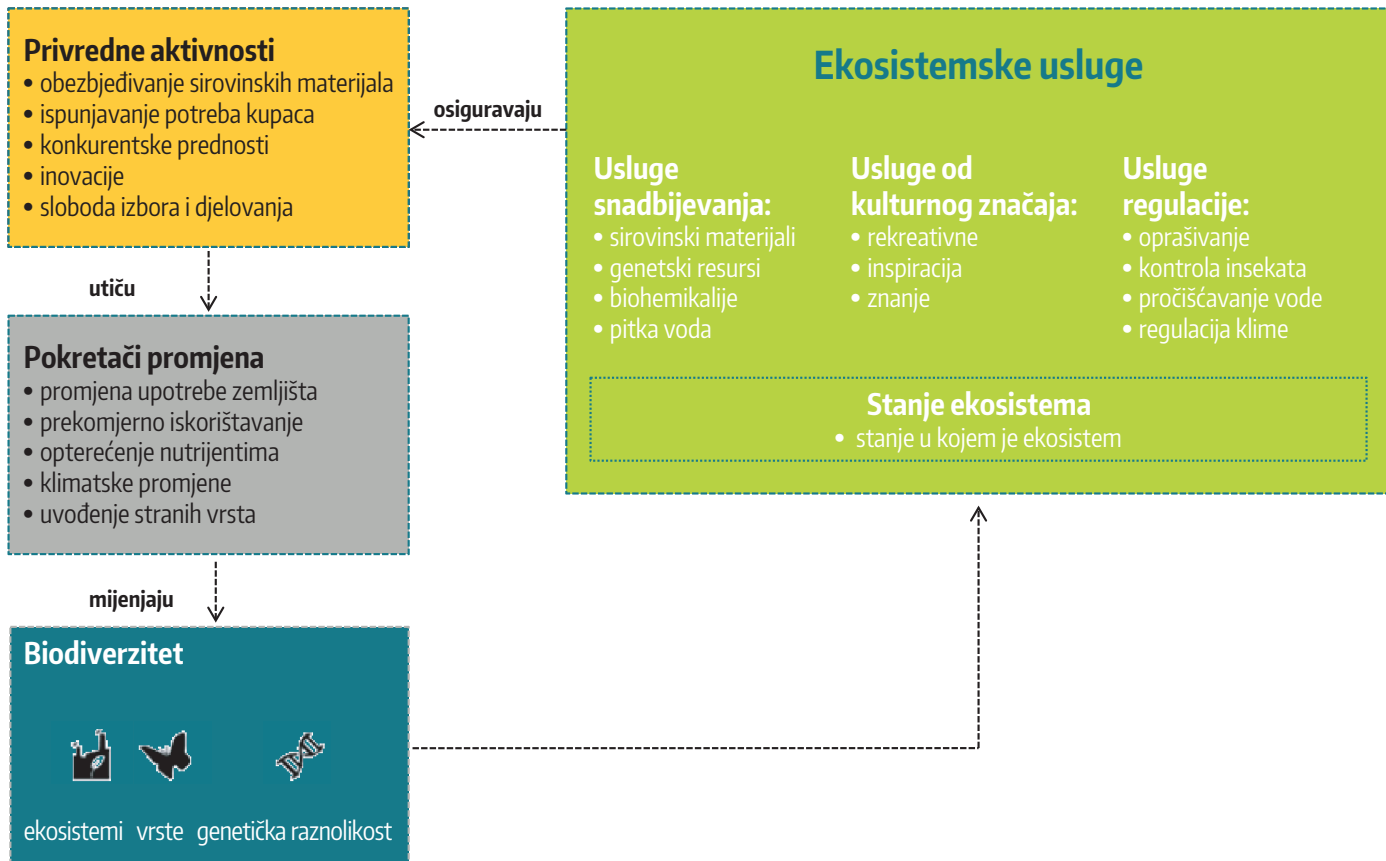 Privredne aktivnosti
• obezbjeđivanje sirovinskih materijala
• ispunjavanje potreba kupaca
• konkurentske prednosti
• inovacije
• sloboda izbora i djelovanja
utiču
Pokretači promjena
• promjena upotrebe zemljišta
• prekomjerno iskorištavanje
• opterećenje nutrijentima
• klimatske promjene
• uvođenje stranih vrsta
mijenjaju
Biodiverzitet
ekosistemi vrste genetička raznolikost
osiguravaju
Ekosistemske usluge
Usluge
snadbijevanja:
• sirovinski materijali
• genetski resursi
• biohemikalije
• pitka voda
Usluge od
kulturnog značaja:
• rekreativne
• inspiracija
• znanje
Usluge
regulacije:
• oprašivanje
• kontrola insekata
• pročišćavanje vode
• regulacija klime
Stanje ekosistema
• stanje u kojem je ekosistem